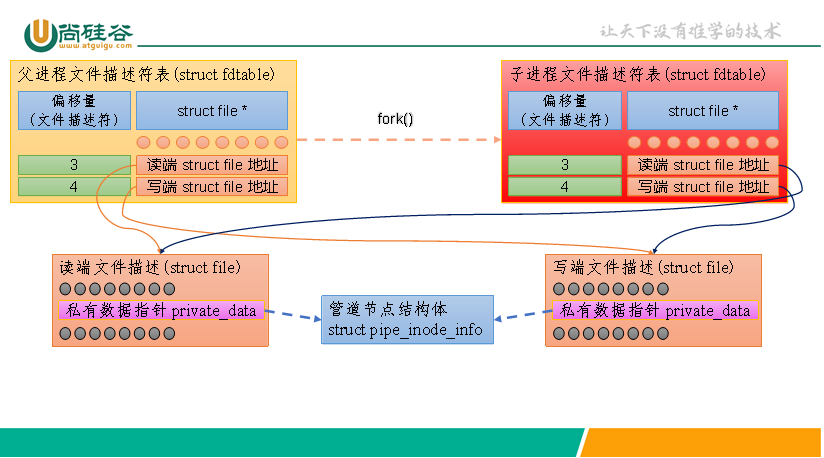 尚硅谷
www.atguigu.com
让天下没有难学的技术
父进程文件描述符表(struct fdtable)
偏移量
(文件描述符)
struct file *
3
读端 struct file 地址
4
写端 struct file 地址
fork()
子进程文件描述符表(struct fdtable)
偏移量
(文件描述符)
struct file *
3
读端 struct file 地址
4
写端 struct file 地址
读端文件描述(struct file)
私有数据指针 private_data
管道节点结构体
struct pipe_inode_info
写端文件描述(struct file)
私有数据指针 private_data